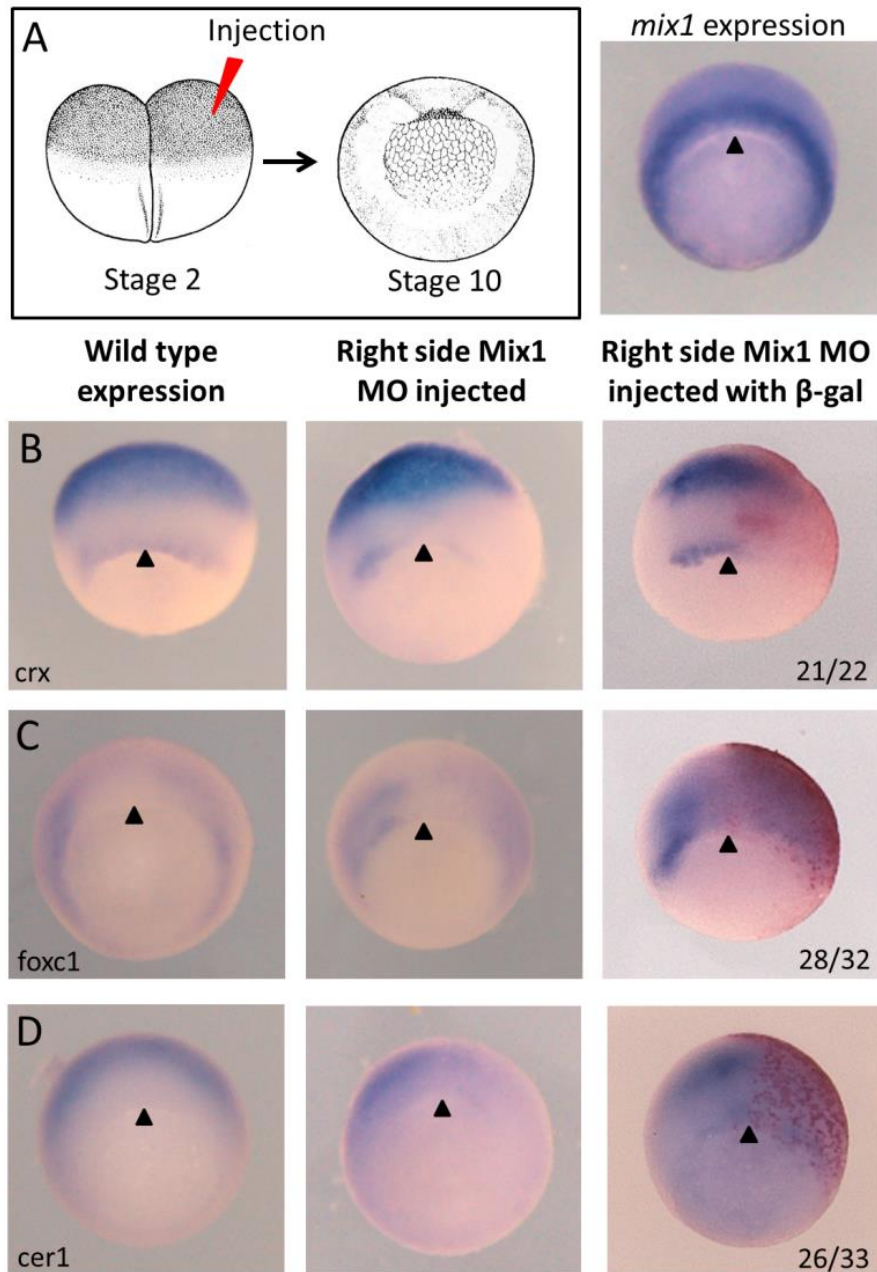 A
Injection
Stage 2
Stage 10
mix1 expression
Wild type
expression
Right side Mix1
MO injected
Right side Mix1 MO
injected with β-gal
B
crx
21/22
C
foxc1
28/32
D
cer1
26/33